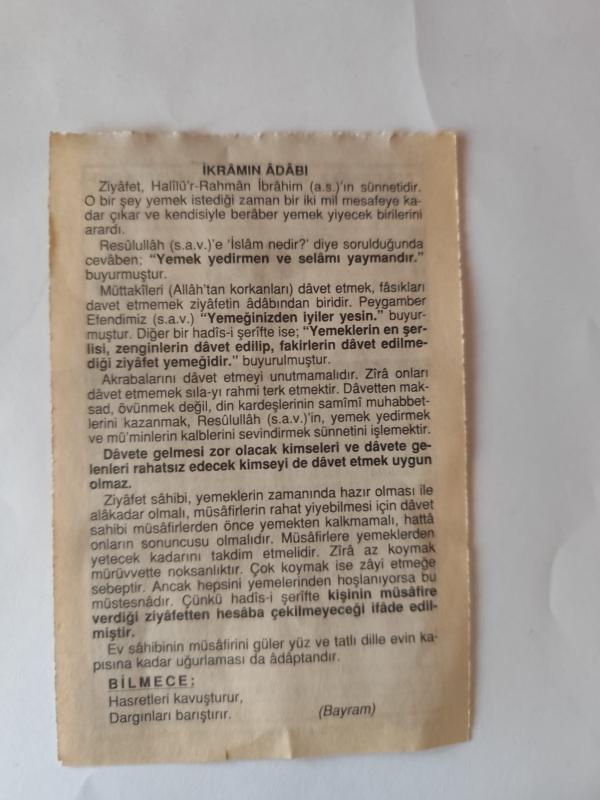 İKRÂMIN ÂDÂBI
Ziyâfet, Halîlü'r-Rahmân İbrâhim (a.s.)'ın sünnetidir.
O bir şey yemek istediği zaman bir iki mil mesafeye ka-
dar çıkar ve kendisiyle berâber yemek yiyecek birilerini
arardı.
Resûlullâh (s.a.v.)'e 'İslâm nedir?' diye sorulduğunda
cevâben; "Yemek yedirmen ve selâmı yaymandır."
buyurmuştur.
Müttakîleri (Allâh'tan korkanları) dâvet etmek, fâsıkları
davet etmemek ziyâfetin âdâbından biridir. Peygamber
Efendimiz (s.a.v.) "Yemeğinizden iyiler yesin." buyur-
muştur. Diğer bir hadîs-i şerîfte ise; "Yemeklerin en şer-
lisi, zenginlerin dâvet edilip, fakirlerin dâvet edilme-
diği ziyâfet yemeğidir." buyurulmuştur.
Akrabalarını dâvet etmeyi unutmamalıdır. Zîrâ onları
dâvet etmemek sıla-yı rahmi terk etmektir. Dâvetten mak-
sad, övünmek değil, din kardeşlerinin samîmî muhabbet-
lerini kazanmak, Resûlullâh (s.a.v.)'in, yemek yedirmek
ve mü'minlerin kalblerini sevindirmek sünnetini işlemektir.
Dâvete gelmesi zor olacak kimseleri ve dâvete ge-
lenleri rahatsız edecek kimseyi de dâvet etmek uygun
olmaz.
Ziyâfet sâhibi, yemeklerin zamanında hazır olması ile
alâkadar olmalı, müsâfirlerin rahat yiyebilmesi için dâvet
sahibi müsâfirlerden önce yemekten kalkmamalı, hattâ
onların sonuncusu olmalıdır. Müsâfirlere yemeklerden
yetecek kadarını takdim etmelidir. Zîrâ az koymak
mürüvvette noksanlıktır. Çok koymak ise zâyi etmeğe
sebeptir. Ancak hepsini yemelerinden hoşlanıyorsa bu
müstesnâdır. Çünkü hadîs-i şerîfte kişinin müsâfire
verdiği ziyâfetten hesâba çekilmeyeceği ifâde edil-
miştir.
Ev sâhibinin müsâfirini güler yüz ve tatlı dille evin ka-
pısına kadar uğurlaması da âdâptandır.
BİLMECE:
Hasretleri kavuşturur,
Dargınları barıştırır. (Bayram)